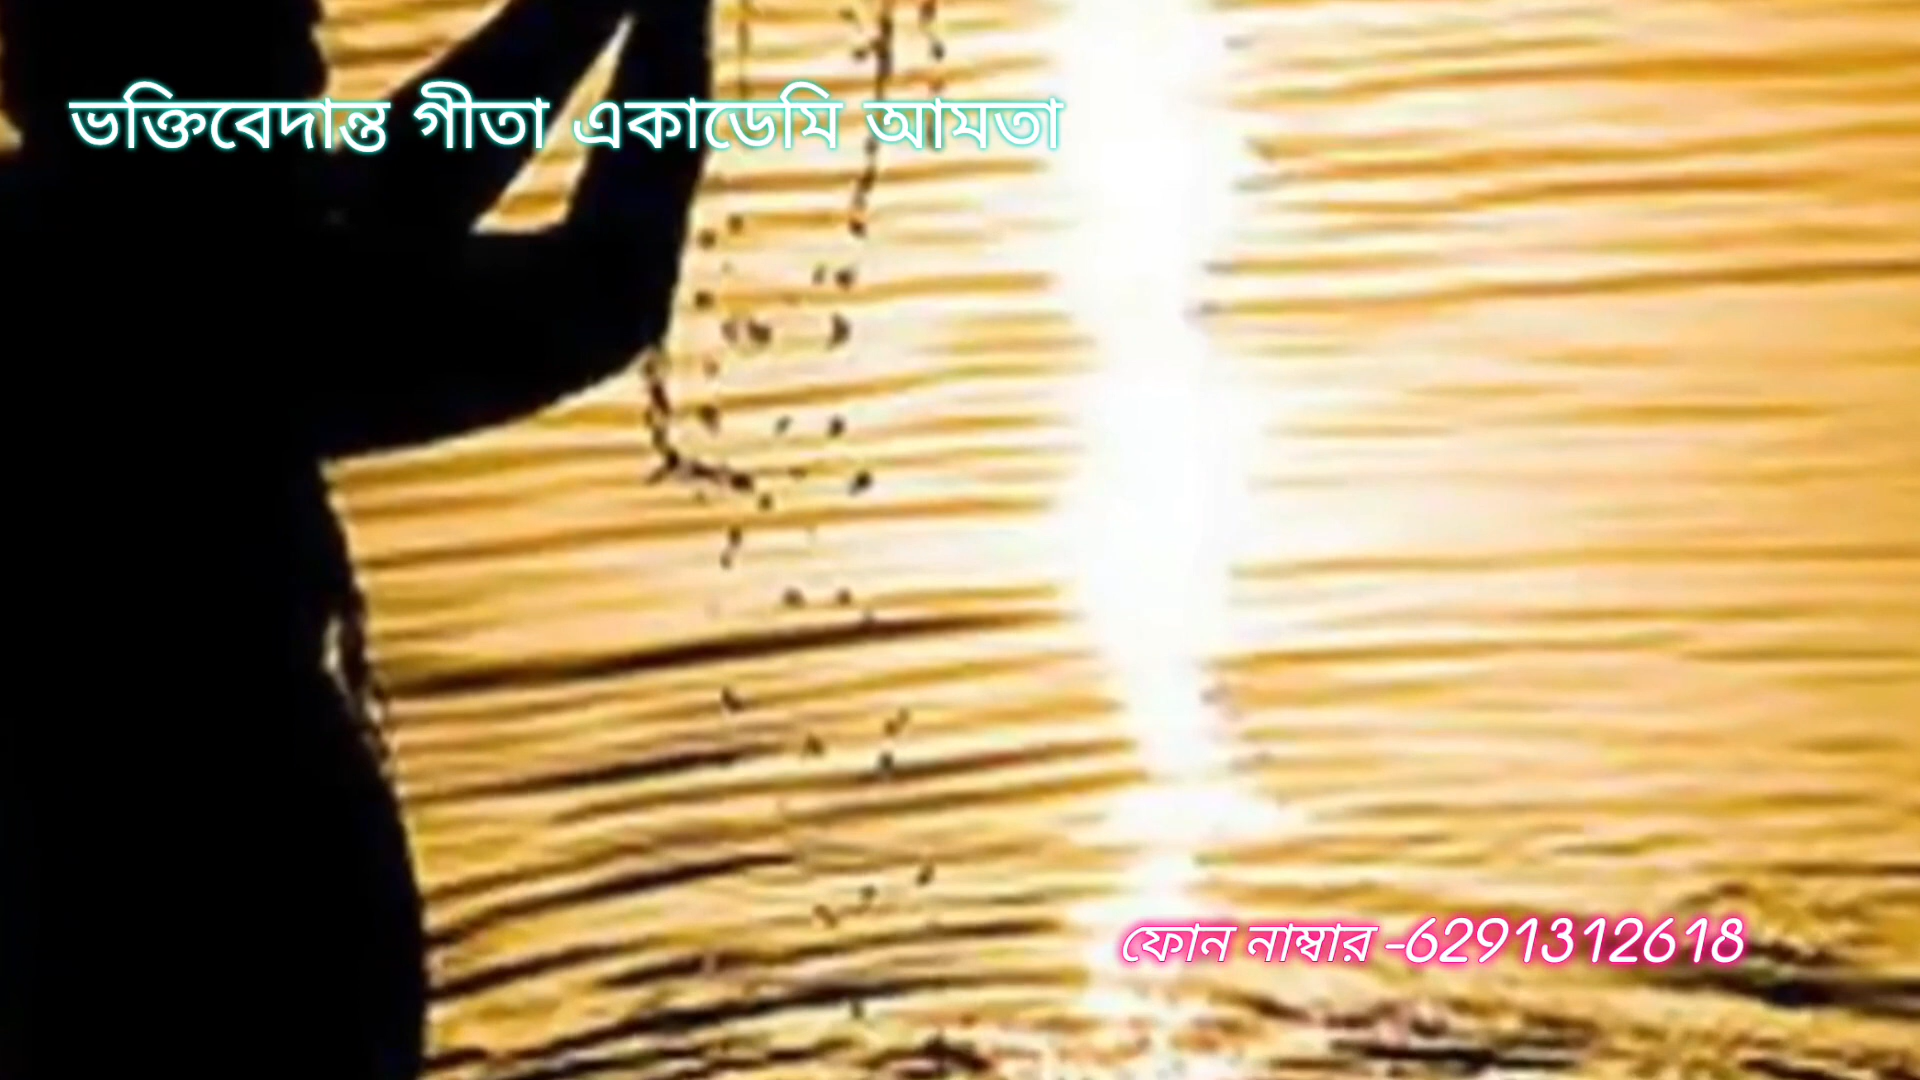 ভক্তিবেদান্ত গীতা একাডেমি আমতা
ফোন নাম্বার -6291312618